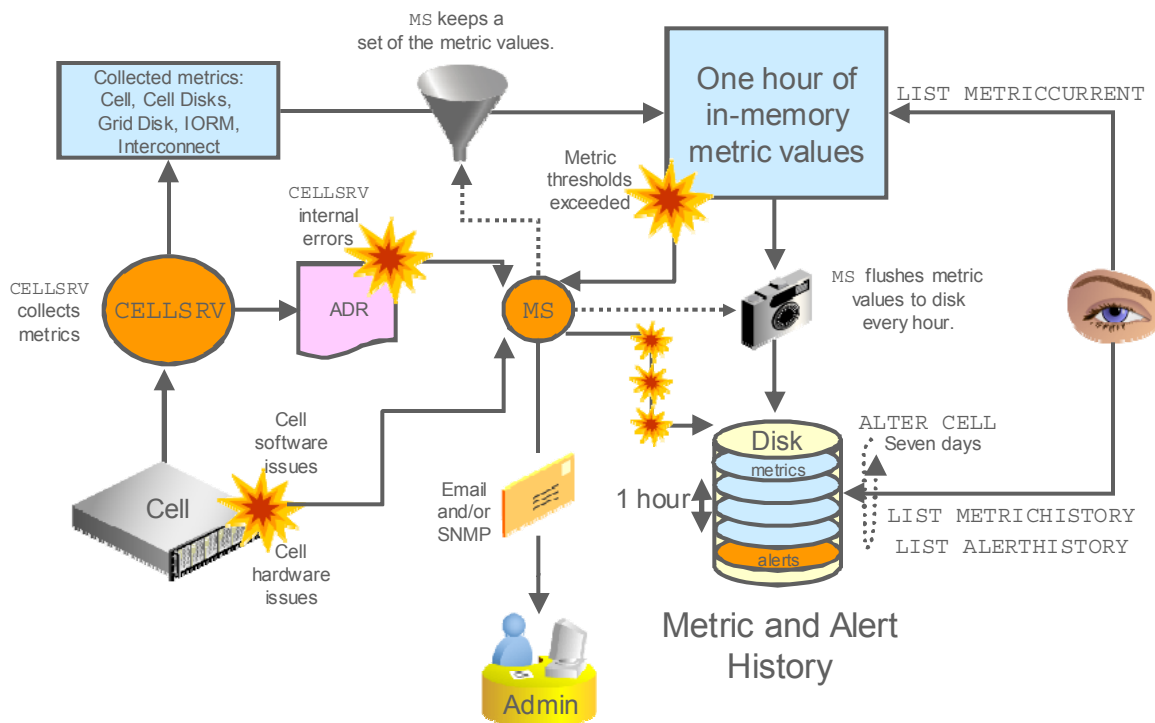 MS keeps a
set of the metric values.
Collected metrics:
Cell, Cell Disks,
Grid Disk, IORM,
Interconnect
One hour of
in-memory
metric values
LIST METRICCURRENT
Metric
thresholds
exceeded
CELLSRV
internal
errors
CELLSRV
collects
metrics
CELLSRV
ADR
MS
MS flushes metric
values to disk
every hour.
Cell
software
issues
Cell
Cell
hardware
issues
Email
and/or
SNMP
Disk
metrics
1 hour
alerts
ALTER CELL
Seven days
LIST METRICHISTORY
LIST ALERTHISTORY
Metric and Alert
History
Admin